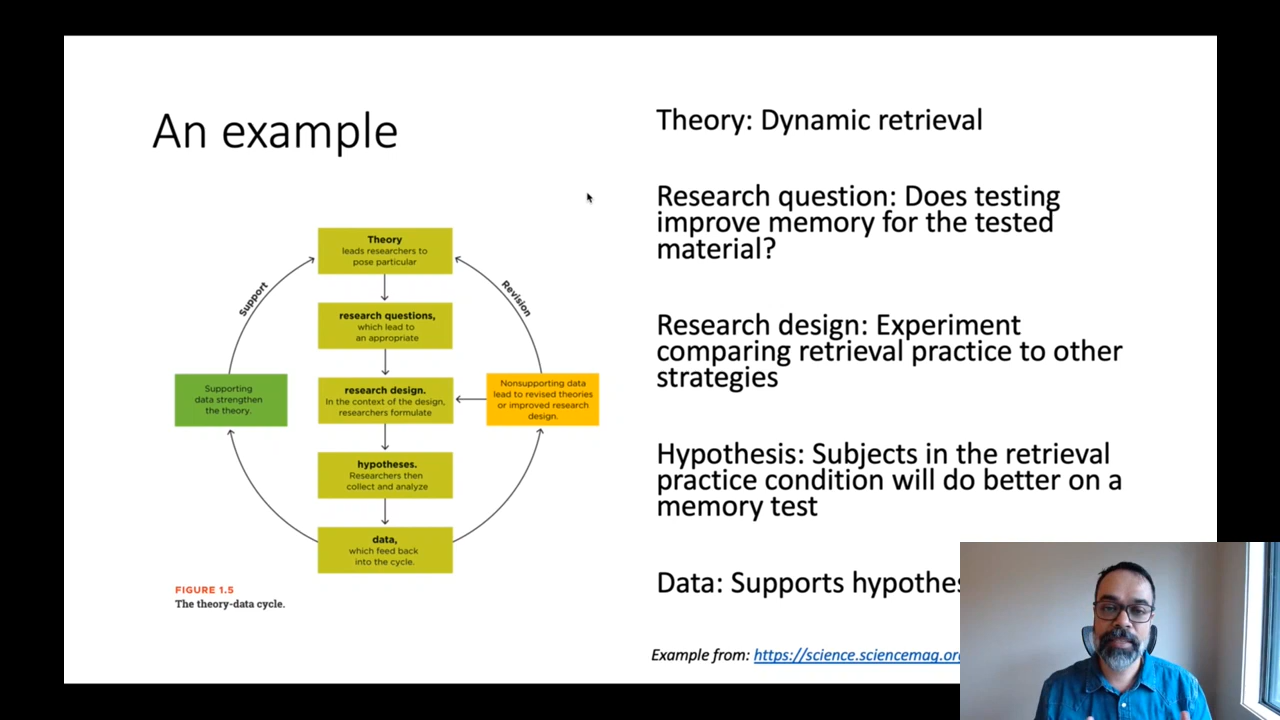 An example
Theory
leads researchers to
pose particular
research questions,
which lead to
an appropriate
research design.
In the context of the design,
researchers formulate
hypotheses.
Researchers then
collect and analyze
data,
which feed back
into the cycle.
Support
Revision
Supporting
data strengthen
the theory.
Nonsupporting data
lead to revised theories
or improved research
design.
FIGURE 1.5
The theory-data cycle.
Theory: Dynamic retrieval
Research question: Does testing
improve memory for the tested
material?
Research design: Experiment
comparing retrieval practice to other
strategies
Hypothesis: Subjects in the retrieval
practice condition will do better on a
memory test
Data: Supports hypothes
Example from: https://science.sciencemag.or